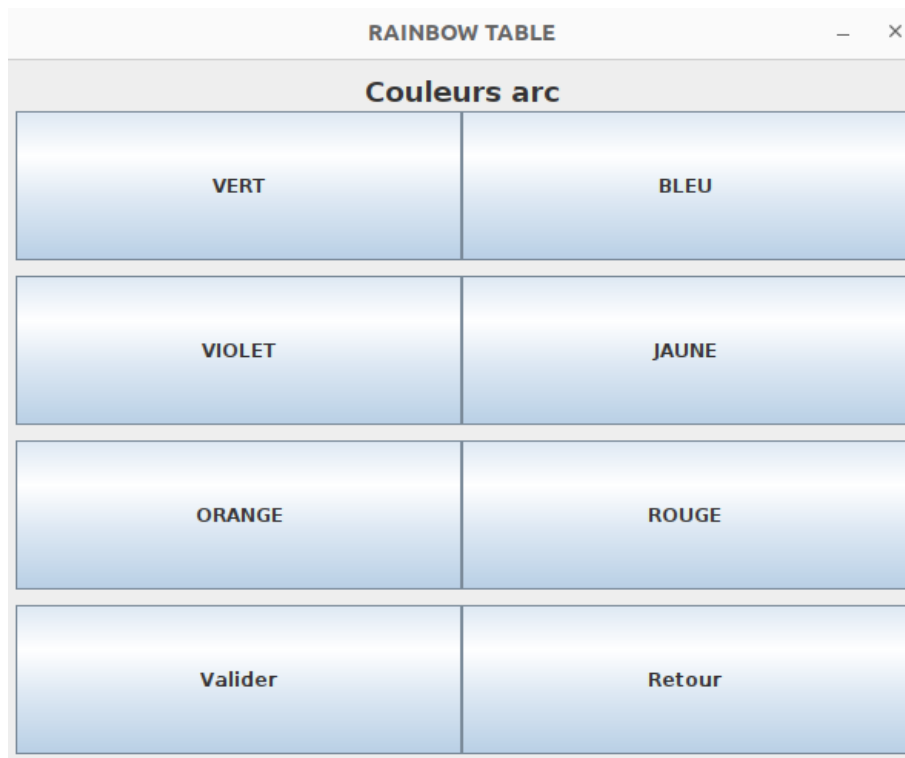 RAINBOW TABLE
Couleurs arc
VERT BLEU
VIOLET JAUNE
ORANGE ROUGE
Valider Retour